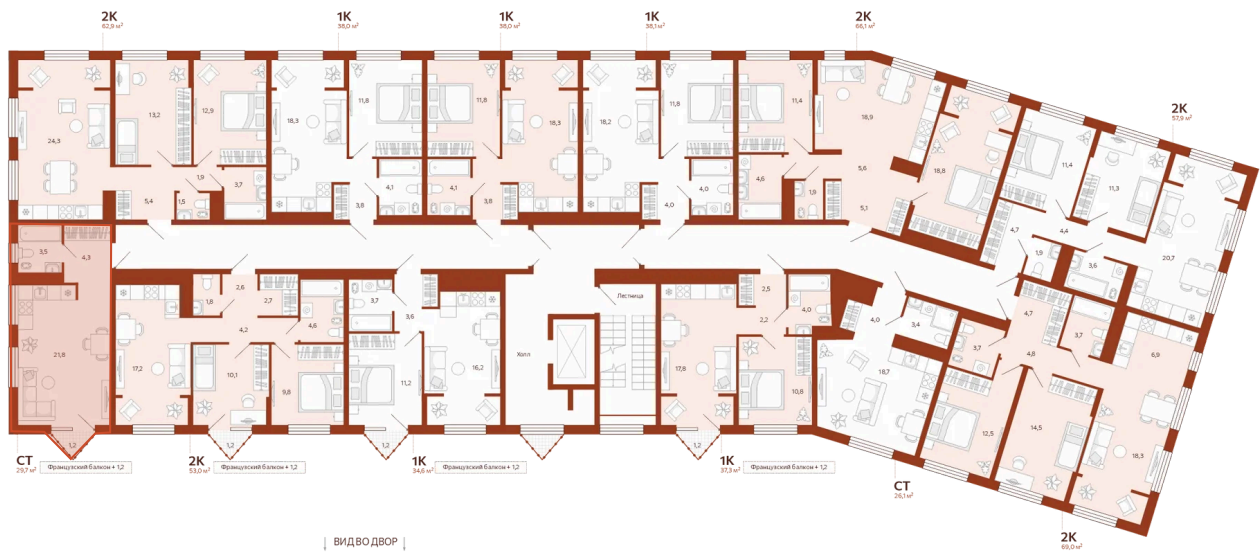 2К
62,9 м²
1К
38,0 м²
1К
38,0 м²
1К
38,1 м²
2К
66,1 м²
2К
57,9 м²
24,3
13,2
12,9
18,3
11,8
11,8
18,3
18,2
11,8
11,4
18,9
18,8
11,4
11,3
20,7
5,4
1,9
1,5
3,7
3,8
4,1
4,1
3,8
4,0
4,0
4,6
1,9
5,6
5,1
4,7
4,4
1,9
3,6
3,5
4,3
21,8
1,2
17,2
1,8
2,6
2,7
4,2
4,6
10,1
9,8
1,2
3,7
3,6
11,2
16,2
1,2
Холл
Лестница
17,8
2,5
2,2
4,0
10,8
1,2
4,0
3,4
18,7
3,7
12,5
4,7
4,8
3,7
14,5
6,9
18,3
СТ
29,7 м²
Французский балкон + 1,2
2К
53,0 м²
Французский балкон + 1,2
1К
34,6 м²
Французский балкон + 1,2
1К
37,3 м²
Французский балкон + 1,2
СТ
26,1 м²
2К
69,0 м²
ВИД ВО ДВОР